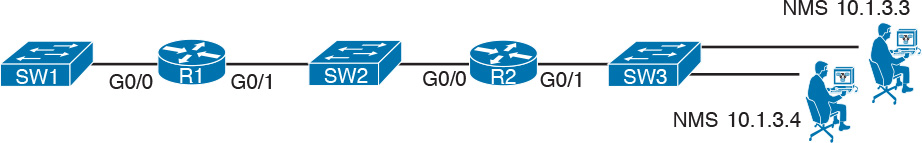 NMS 10.1.3.3
SW1
G0/0
R1
G0/1
SW2
G0/0
R2
G0/1
SW3
NMS 10.1.3.4